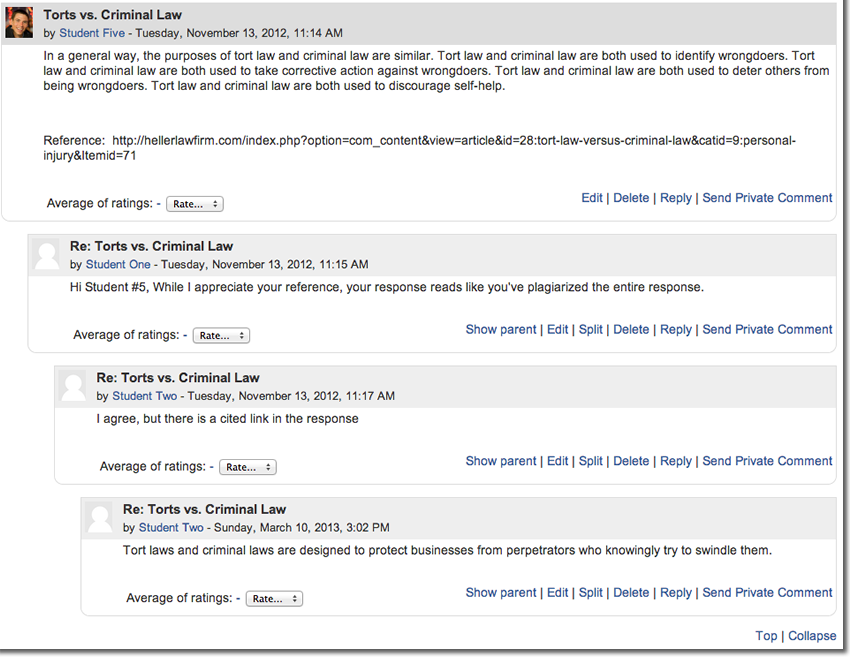 Torts vs. Criminal Law
by Student Five - Tuesday, November 13, 2012, 11:14 AM
In a general way, the purposes of tort law and criminal law are similar. Tort law and criminal law are both used to identify wrongdoers. Tort
law and criminal law are both used to take corrective action against wrongdoers. Tort law and criminal law are both used to deter others from
being wrongdoers. Tort law and criminal law are both used to discourage self-help.
Reference: http://hellerlawfirm.com/index.php?option=com_content&view=article&id=28:tort-law-versus-criminal-law&catid=9:personal-
injury&Itemid=71
Average of ratings: - Rate... Edit | Delete | Reply | Send Private Comment
Re: Torts vs. Criminal Law
by Student One - Tuesday, November 13, 2012, 11:15 AM
Hi Student #5, While I appreciate your reference, your response reads like you've plagiarized the entire response.
Average of ratings: - Rate... Show parent | Edit | Split | Delete | Reply | Send Private Comment
Re: Torts vs. Criminal Law
by Student Two - Tuesday, November 13, 2012, 11:17 AM
I agree, but there is a cited link in the response
Average of ratings: - Rate... Show parent | Edit | Split | Delete | Reply | Send Private Comment
Re: Torts vs. Criminal Law
by Student Two - Sunday, March 10, 2013, 3:02 PM
Tort laws and criminal laws are designed to protect businesses from perpetrators who knowingly try to swindle them.
Average of ratings: - Rate... Show parent | Edit | Split | Delete | Reply | Send Private Comment
Top | Collapse